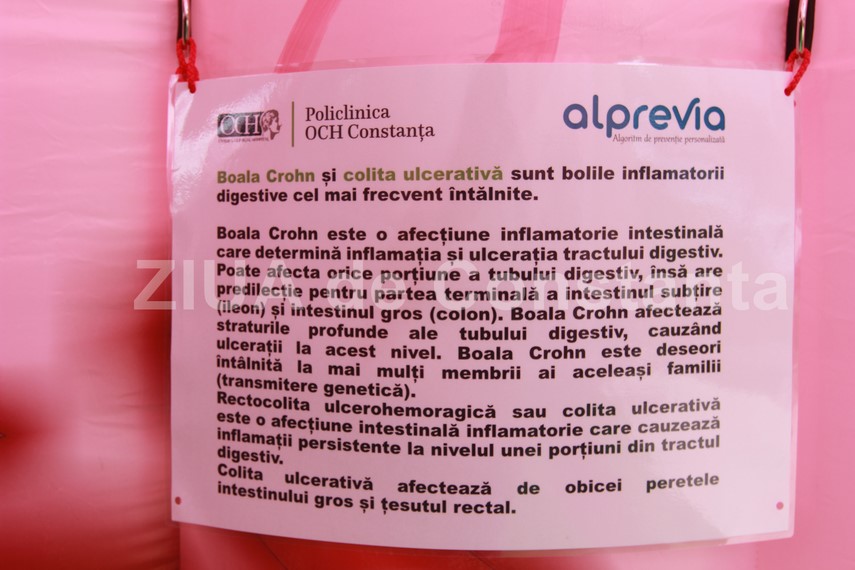 OCH
Policlinica
OCH Constanța
alprevia
Algoritm de prevenție personalizată
Boala Crohn și colita ulcerativă sunt bolile inflamatorii
digestive cel mai frecvent întâlnite.
Boala Crohn este o afecțiune inflamatorie intestinală
care determină inflamația și ulcerația tractului digestiv.
Poate afecta orice porțiune a tubului digestiv, însă are
predilecție pentru partea terminală a intestinul subțire
(ileon) și intestinul gros (colon). Boala Crohn afectează
straturile profunde ale tubului digestiv, cauzând
ulcerații la acest nivel. Boala Crohn este deseori
întâlnită la mai mulți membrii ai aceleași familii
(transmitere genetică).
Rectocolita ulcerohemoragică sau colita ulcerativă
este o afecțiune intestinală inflamatorie care cauzează
inflamații persistente la nivelul unei porțiuni din tractul
digestiv.
Colita ulcerativă afectează de obicei peretele
intestinului gros și țesutul rectal.
ZIUA de Constanta